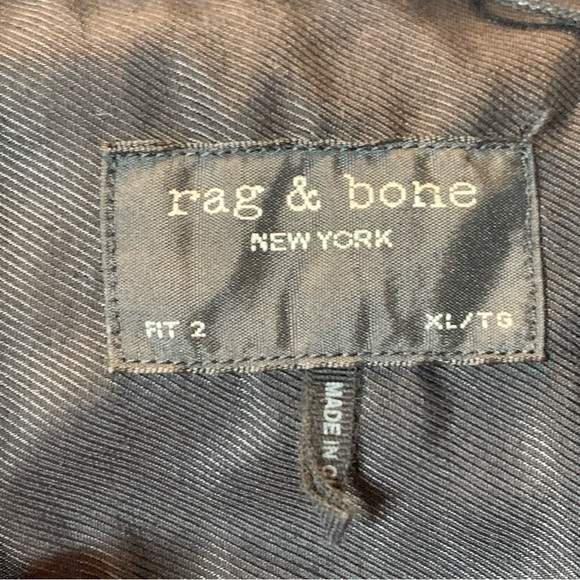 rag & bone
NEW YORK
FIT 2 XL/TG
MADE IN